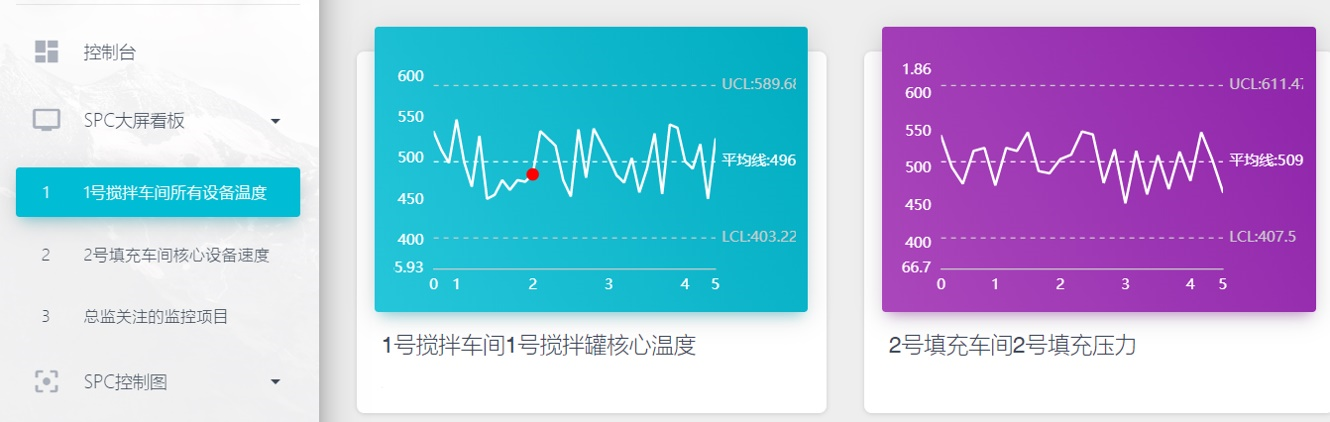 控制台
SPC大屏看板
1 1号搅拌车间所有设备温度
2 2号填充车间核心设备速度
3 总监关注的监控项目
SPC控制图
600
UCL:589.68
550
500
平均线:496
450
400
LCL:403.22
5.93
0 1 2 3 4 5
1号搅拌车间1号搅拌罐核心温度
1.86
600
UCL:611.47
550
500
平均线:509
450
400
LCL:407.5
66.7
0 1 2 3 4 5
2号填充车间2号填充压力